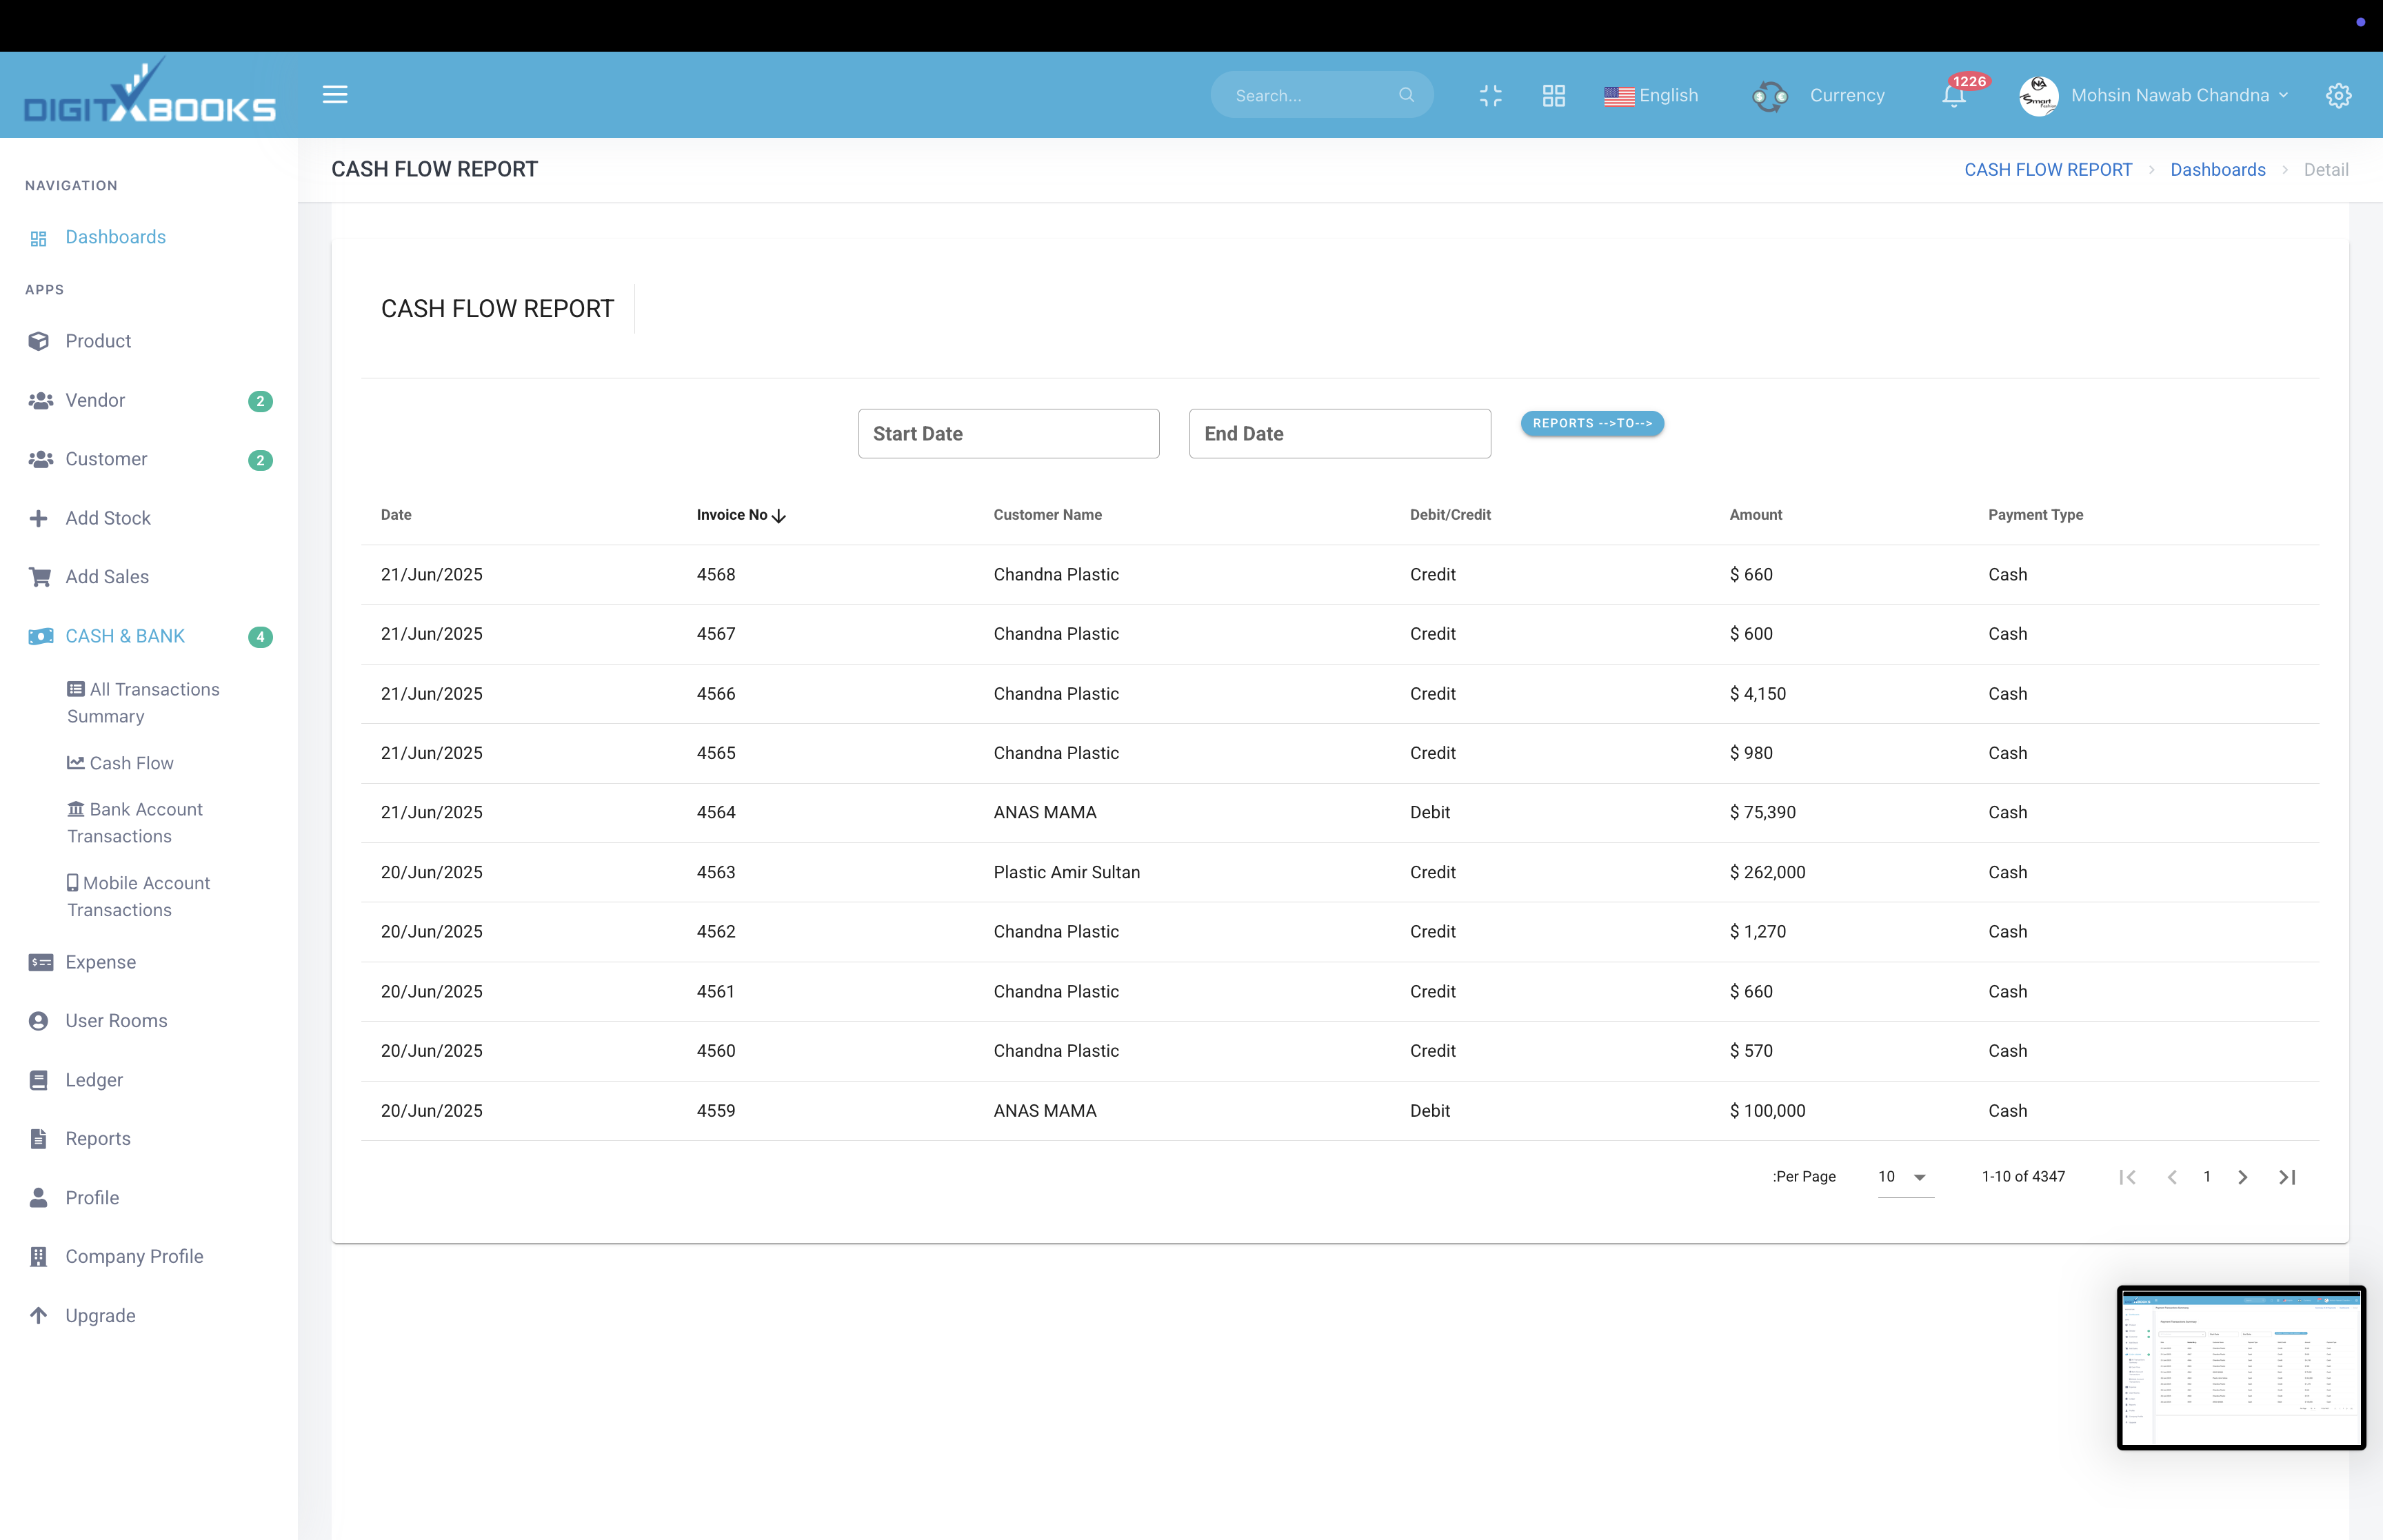 DIGITXBOOKS
Search...
English
Currency
1226
NA
Smart
Mohsin Nawab Chandna
NAVIGATION
Dashboards
APPS
Product
Vendor 2
Customer 2
Add Stock
Add Sales
CASH & BANK 4
All Transactions
Summary
Cash Flow
Bank Account
Transactions
Mobile Account
Transactions
Expense
User Rooms
Ledger
Reports
Profile
Company Profile
Upgrade
CASH FLOW REPORT
CASH FLOW REPORT > Dashboards > Detail
CASH FLOW REPORT
Start Date End Date REPORTS -->TO-->
Date Invoice No Customer Name Debit/Credit Amount Payment Type
21/Jun/2025 4568 Chandna Plastic Credit $ 660 Cash
21/Jun/2025 4567 Chandna Plastic Credit $ 600 Cash
21/Jun/2025 4566 Chandna Plastic Credit $ 4,150 Cash
21/Jun/2025 4565 Chandna Plastic Credit $ 980 Cash
21/Jun/2025 4564 ANAS MAMA Debit $ 75,390 Cash
20/Jun/2025 4563 Plastic Amir Sultan Credit $ 262,000 Cash
20/Jun/2025 4562 Chandna Plastic Credit $ 1,270 Cash
20/Jun/2025 4561 Chandna Plastic Credit $ 660 Cash
20/Jun/2025 4560 Chandna Plastic Credit $ 570 Cash
20/Jun/2025 4559 ANAS MAMA Debit $ 100,000 Cash
:Per Page 10 1-10 of 4347 1